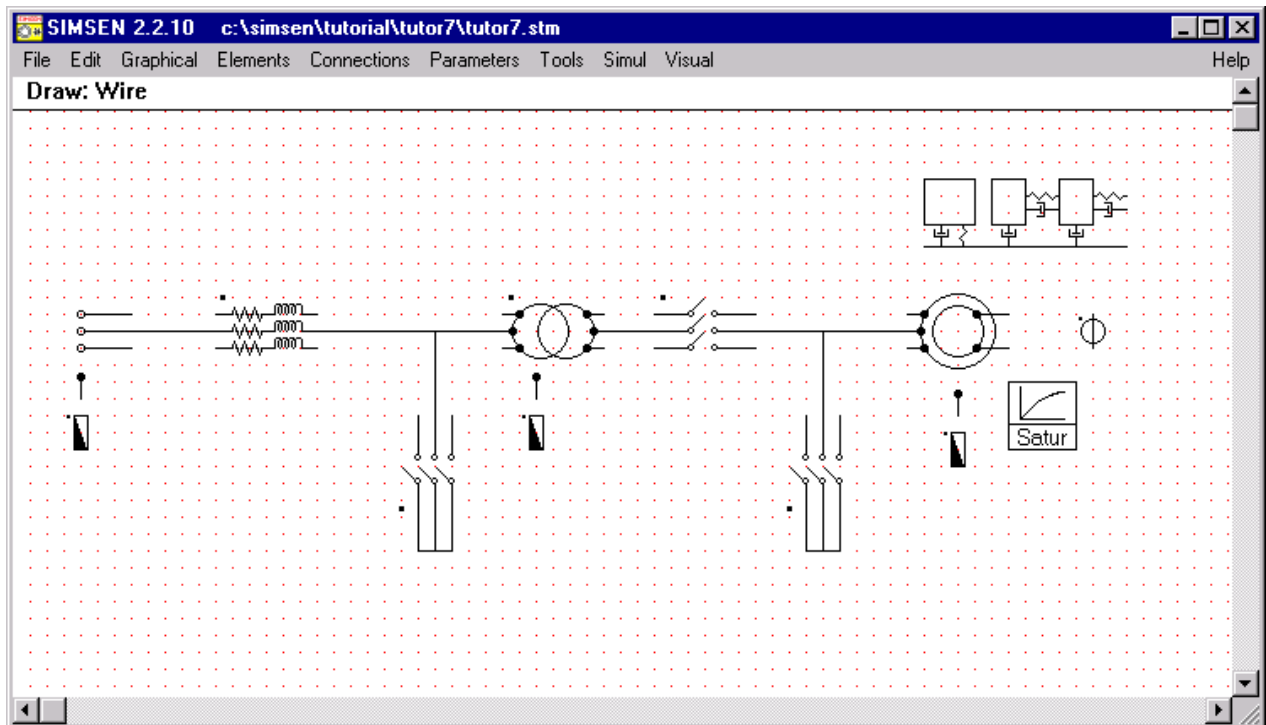 SIMSEN 2.2.10 c:\simsen\tutorial\tutor7\tutor7.stm
File Edit Graphical Elements Connections Parameters Tools Simul Visual Help
Draw: Wire
Satur